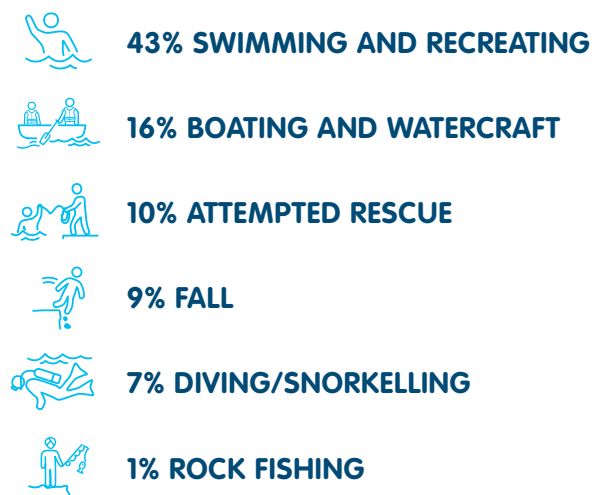 43% SWIMMING AND RECREATING
16% BOATING AND WATERCRAFT
10% ATTEMPTED RESCUE
9% FALL
7% DIVING/SNORKELLING
1% ROCK FISHING